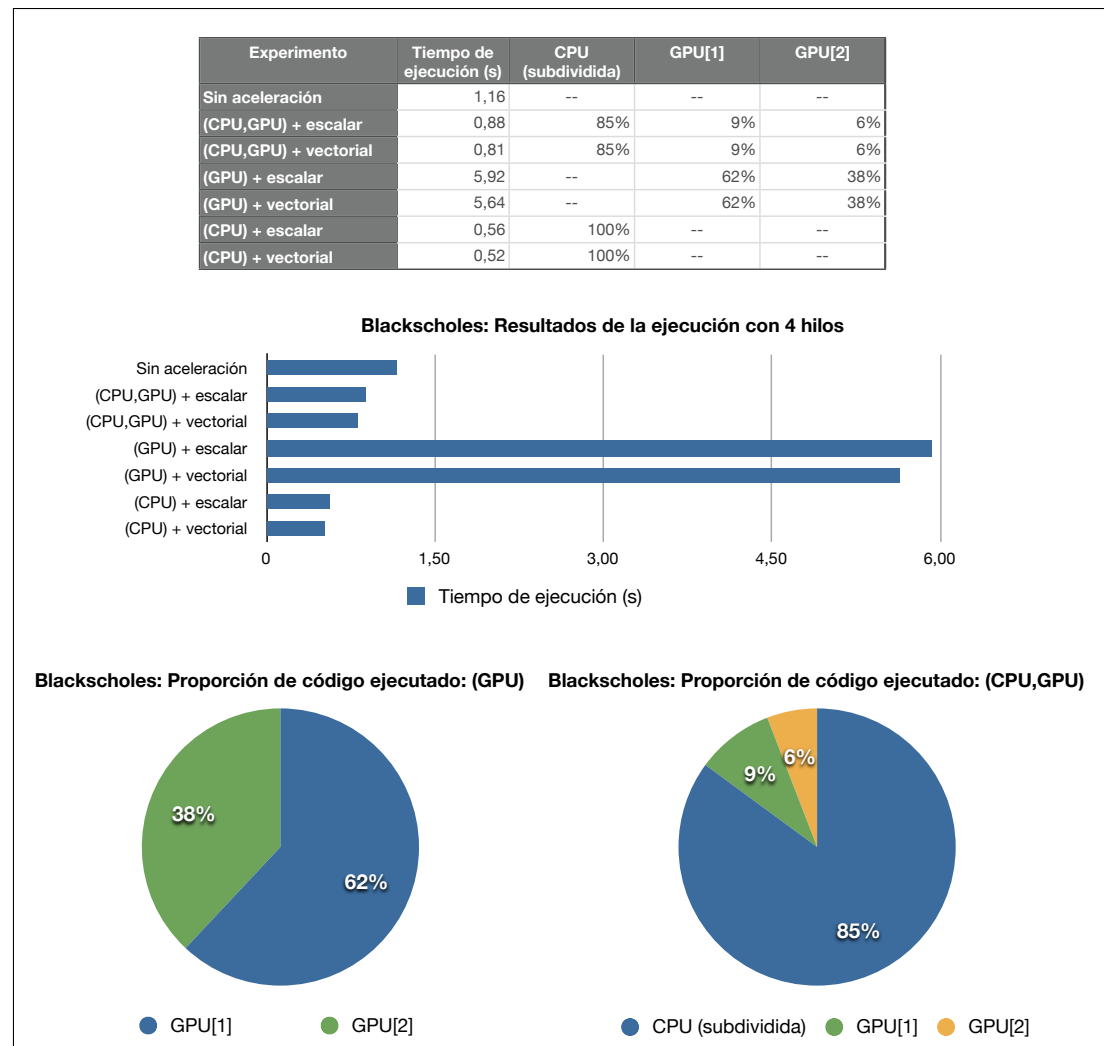 Experimento Tiempo de ejecución (s) CPU (subdividida) GPU[1] GPU[2]
Sin aceleración 1,16 -- -- --
(CPU,GPU) + escalar 0,88 85% 9% 6%
(CPU,GPU) + vectorial 0,81 85% 9% 6%
(GPU) + escalar 5,92 -- 62% 38%
(GPU) + vectorial 5,64 -- 62% 38%
(CPU) + escalar 0,56 100% -- --
(CPU) + vectorial 0,52 100% -- --
Blackscholes: Resultados de la ejecución con 4 hilos
Sin aceleración
(CPU,GPU) + escalar
(CPU,GPU) + vectorial
(GPU) + escalar
(GPU) + vectorial
(CPU) + escalar
(CPU) + vectorial
0 1,50 3,00 4,50 6,00
Tiempo de ejecución (s)
Blackscholes: Proporción de código ejecutado: (GPU)
38%
62%
GPU[1] GPU[2]
Blackscholes: Proporción de código ejecutado: (CPU,GPU)
6%
9%
85%
CPU (subdividida) GPU[1] GPU[2]